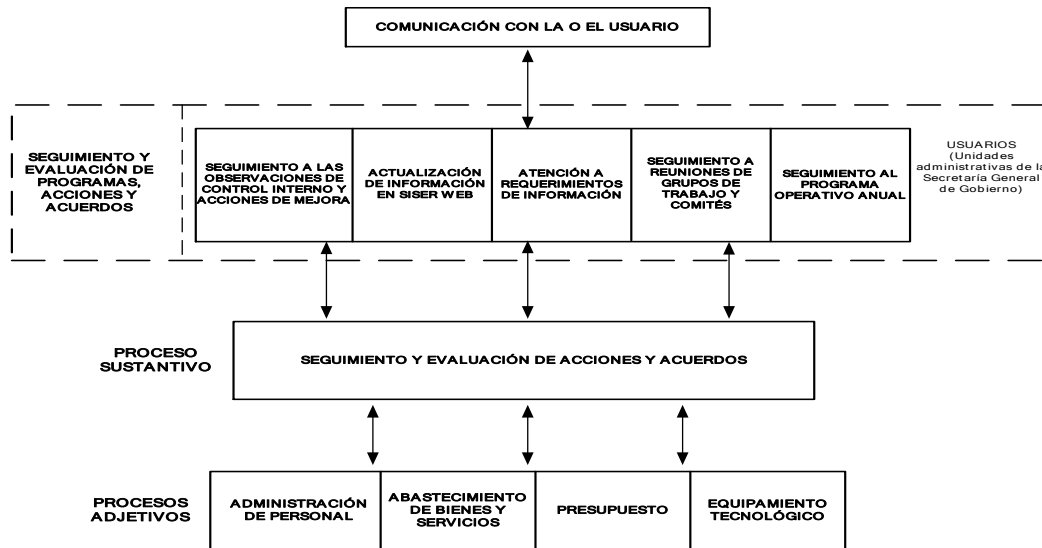 COMUNICACIÓN CON LA O EL USUARIO
SEGUIMIENTO Y
EVALUACIÓN DE
PROGRAMAS,
ACCIONES Y
ACUERDOS
SEGUIMIENTO A LAS
OBSERVACIONES DE
CONTROL INTERNO Y
ACCIONES DE MEJORA
ACTUALIZACIÓN
DE INFORMACIÓN
EN SISER WEB
ATENCIÓN A
REQUERIMIENTOS
DE INFORMACIÓN
SEGUIMIENTO A
REUNIONES DE
GRUPOS DE
TRABAJO Y
COMITÉS
SEGUIMIENTO AL
PROGRAMA
OPERATIVO ANUAL
USUARIOS
(Unidades
administrativas de la
Secretaría General
de Gobierno)
PROCESO
SUSTANTIVO
SEGUIMIENTO Y EVALUACIÓN DE ACCIONES Y ACUERDOS
PROCESOS
ADJETIVOS
ADMINISTRACIÓN
DE PERSONAL
ABASTECIMIENTO
DE BIENES Y
SERVICIOS
PRESUPUESTO
EQUIPAMIENTO
TECNOLÓGICO